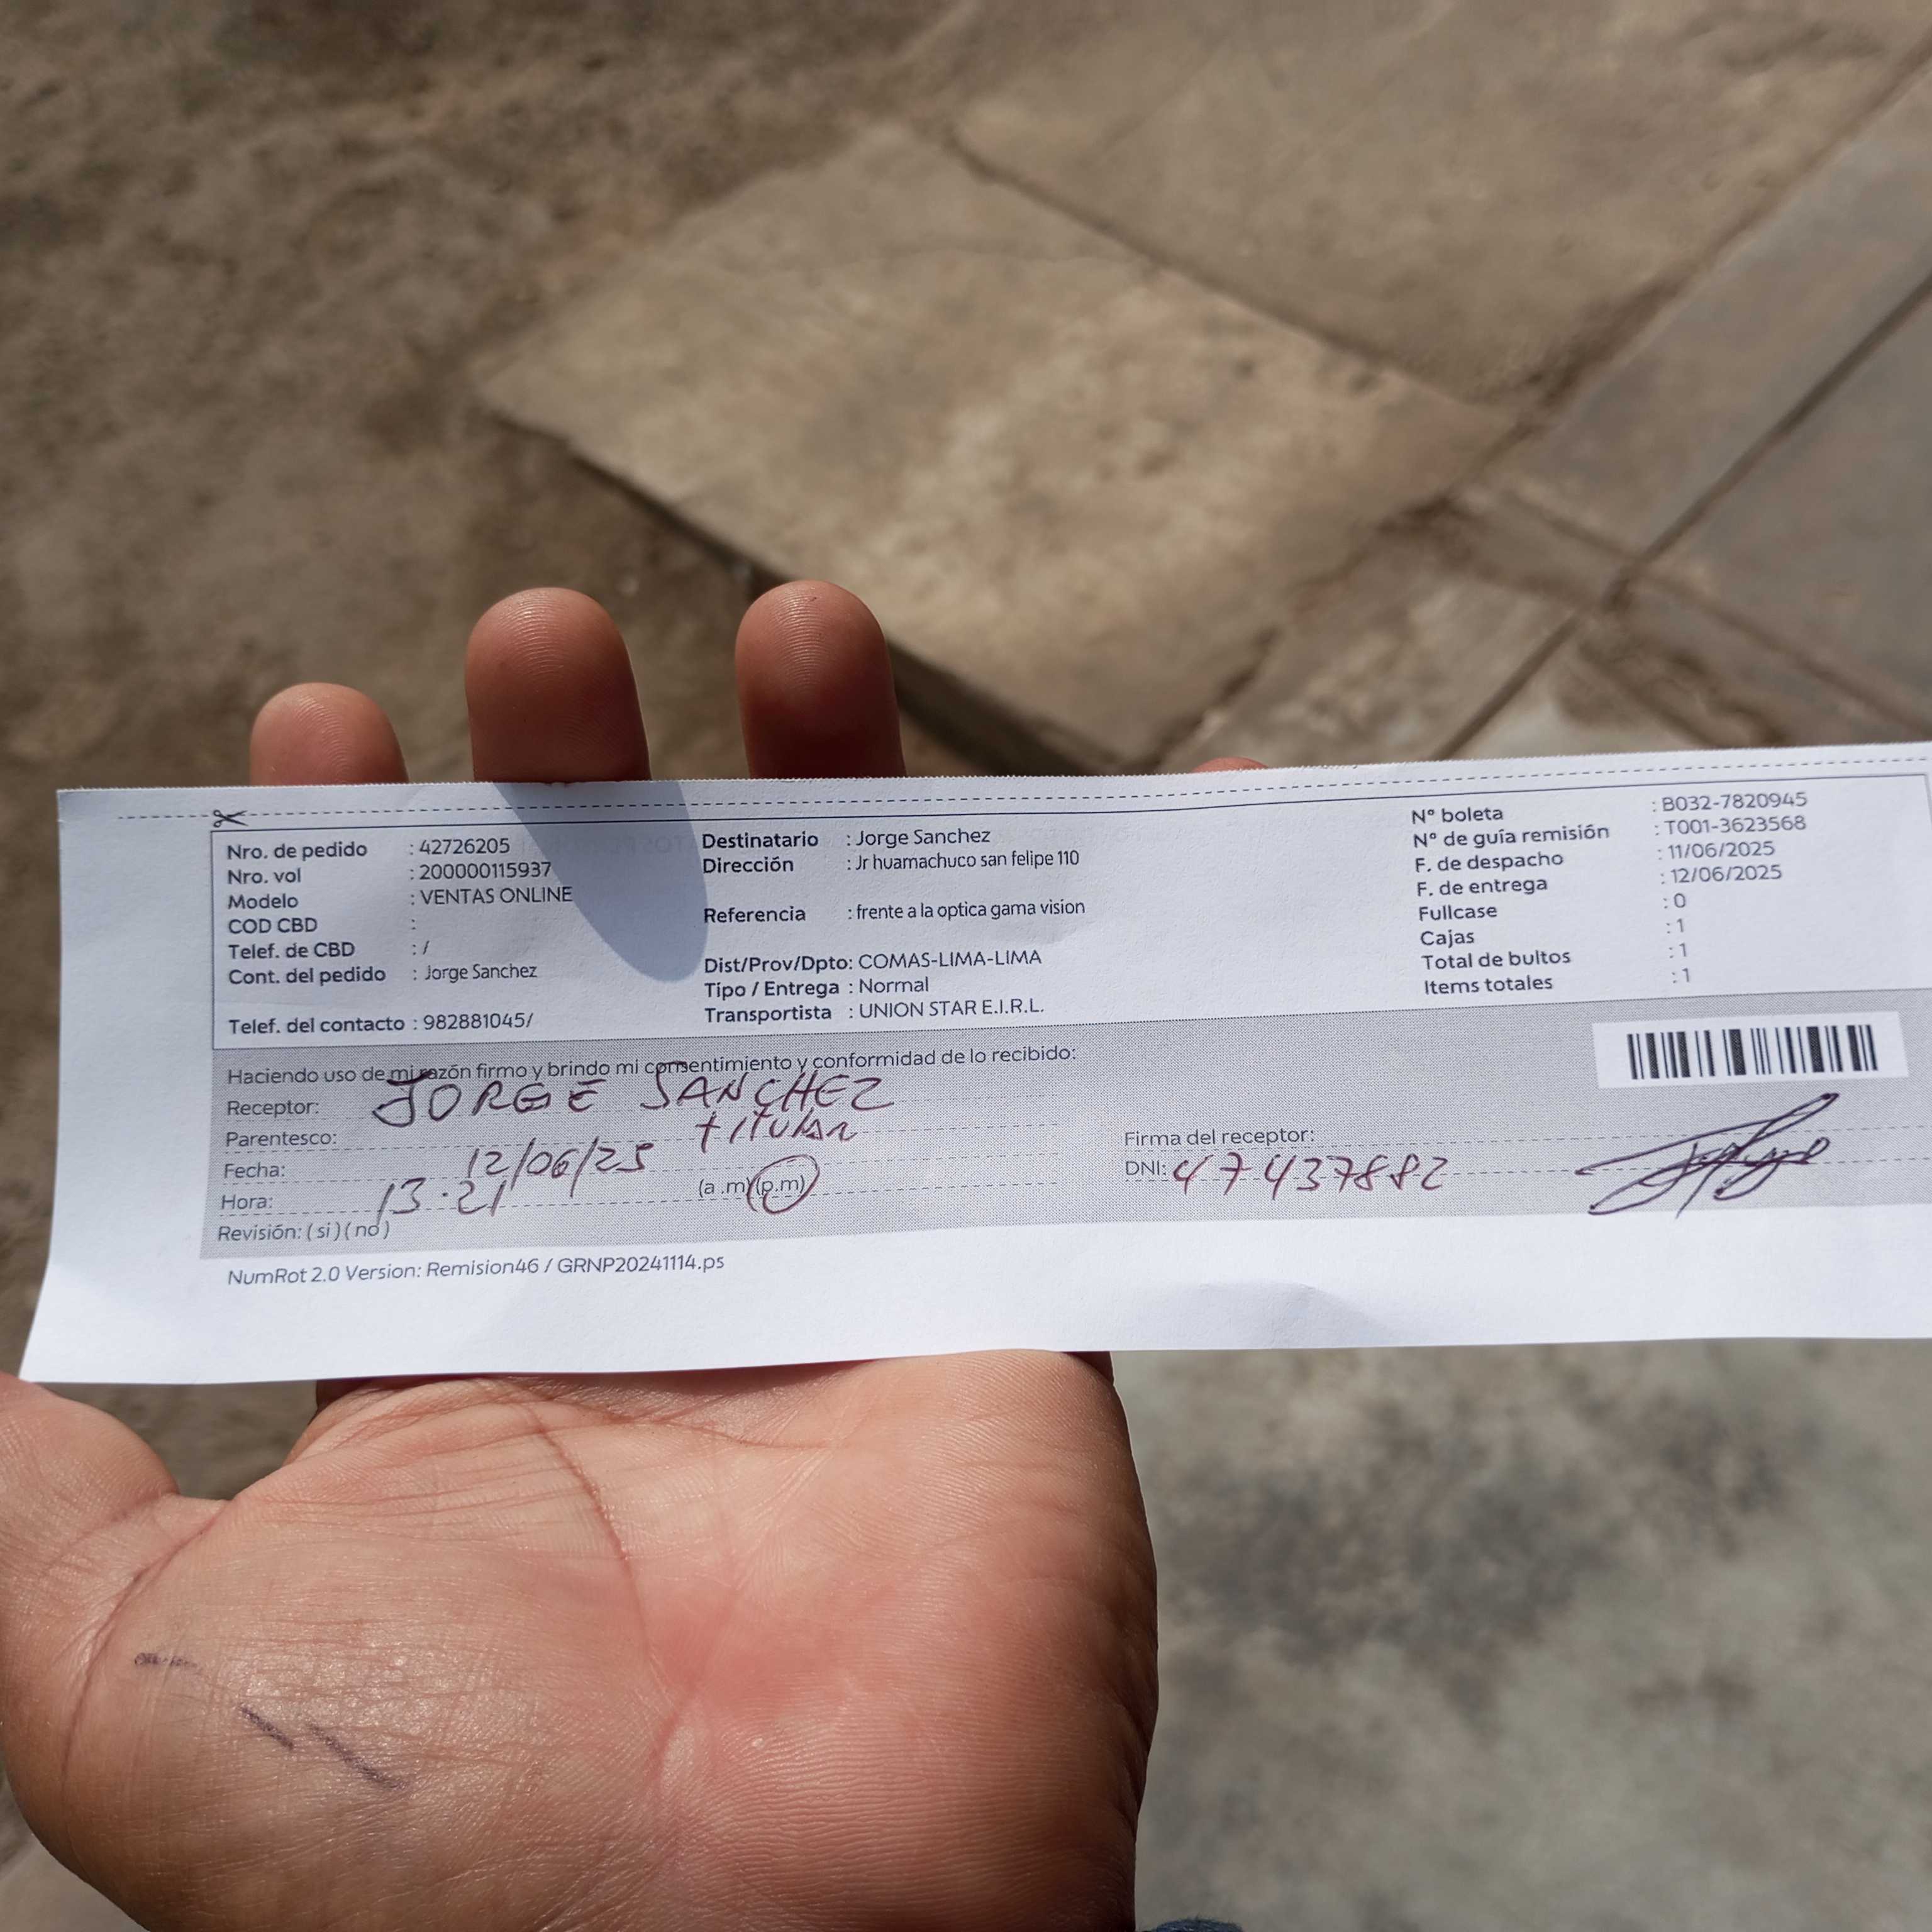 Nro. de pedido : 42726205
Nro. vol : 200000115937
Modelo : VENTAS ONLINE
COD CBD :
Telef. de CBD : /
Cont. del pedido : Jorge Sanchez
Telef. del contacto : 982881045/
Destinatario : Jorge Sanchez
Dirección : Jr huamachuco san felipe 110
Referencia : frente a la optica gama vision
Dist/Prov/Dpto: COMAS-LIMA-LIMA
Tipo / Entrega : Normal
Transportista : UNION STAR E.I.R.L.
N° boleta : B032-7820945
N° de guía remisión : T001-3623568
F. de despacho : 11/06/2025
F. de entrega : 12/06/2025
Fullcase : 0
Cajas : 1
Total de bultos : 1
Items totales : 1
Haciendo uso de mi razón firmo y brindo mi consentimiento y conformidad de lo recibido:
Receptor: JORGE SANCHEZ
Parentesco: titular
Fecha: 12/06/25
Hora: 13.21 (a .m)(p.m)
Revisión: ( si ) ( no )
Firma del receptor:
DNI: 47437882
NumRot 2.0 Version: Remision46 / GRNP20241114.ps